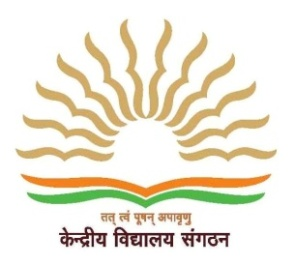 तत् त्वं पूषन् अपावृणु
केन्द्रीय विद्यालय संगठन